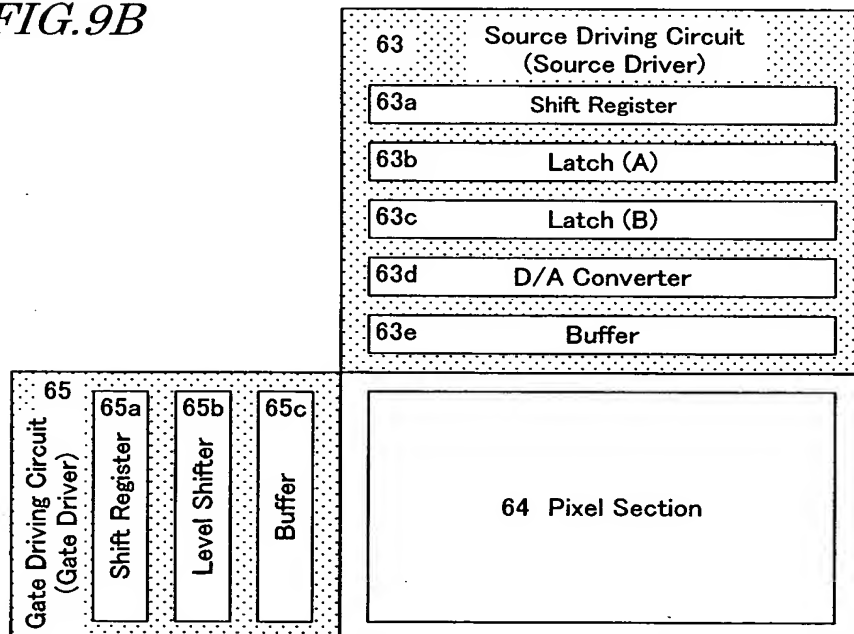 FIG.9B
63 Source Driving Circuit
(Source Driver)
63a Shift Register
63b Latch (A)
63c Latch (B)
63d D/A Converter
63e Buffer
65
Gate Driving Circuit
(Gate Driver)
65a Shift Register
65b Level Shifter
65c Buffer
64 Pixel Section